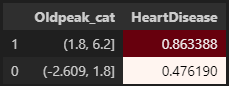 Oldpeak_cat HeartDisease
1 (1.8, 6.2] 0.863388
0 (-2.609, 1.8] 0.476190